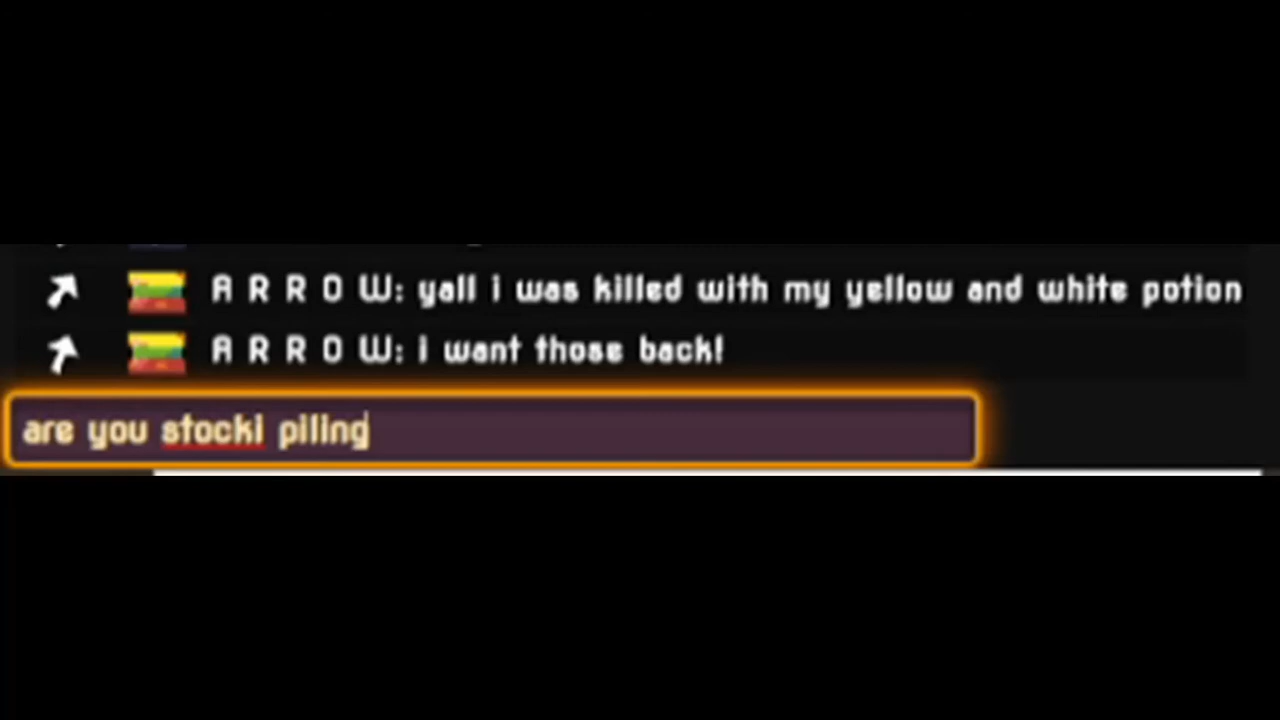 A R R O W: yall i was killed with my yellow and white potion
A R R O W: i want those back!
are you stocki piling